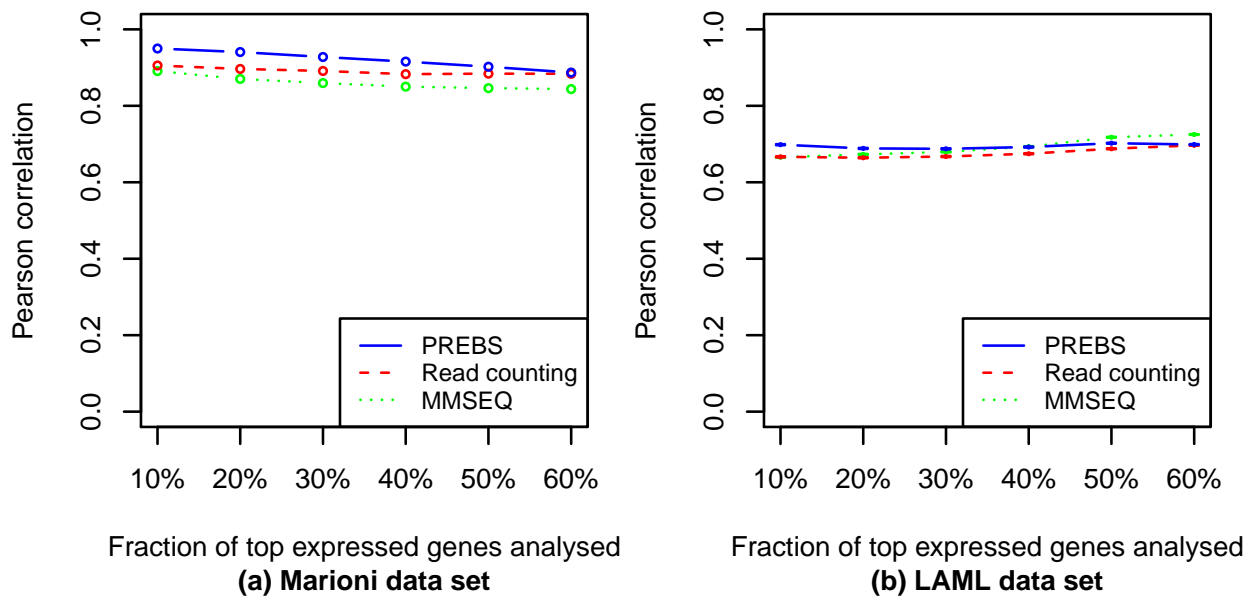 Pearson correlation
1.0
0.8
0.6
0.4
0.2
0.0
PREBS
Read counting
MMSEQ
10% 20% 30% 40% 50% 60%
Fraction of top expressed genes analysed
(a) Marioni data set
Pearson correlation
1.0
0.8
0.6
0.4
0.2
0.0
PREBS
Read counting
MMSEQ
10% 20% 30% 40% 50% 60%
Fraction of top expressed genes analysed
(b) LAML data set